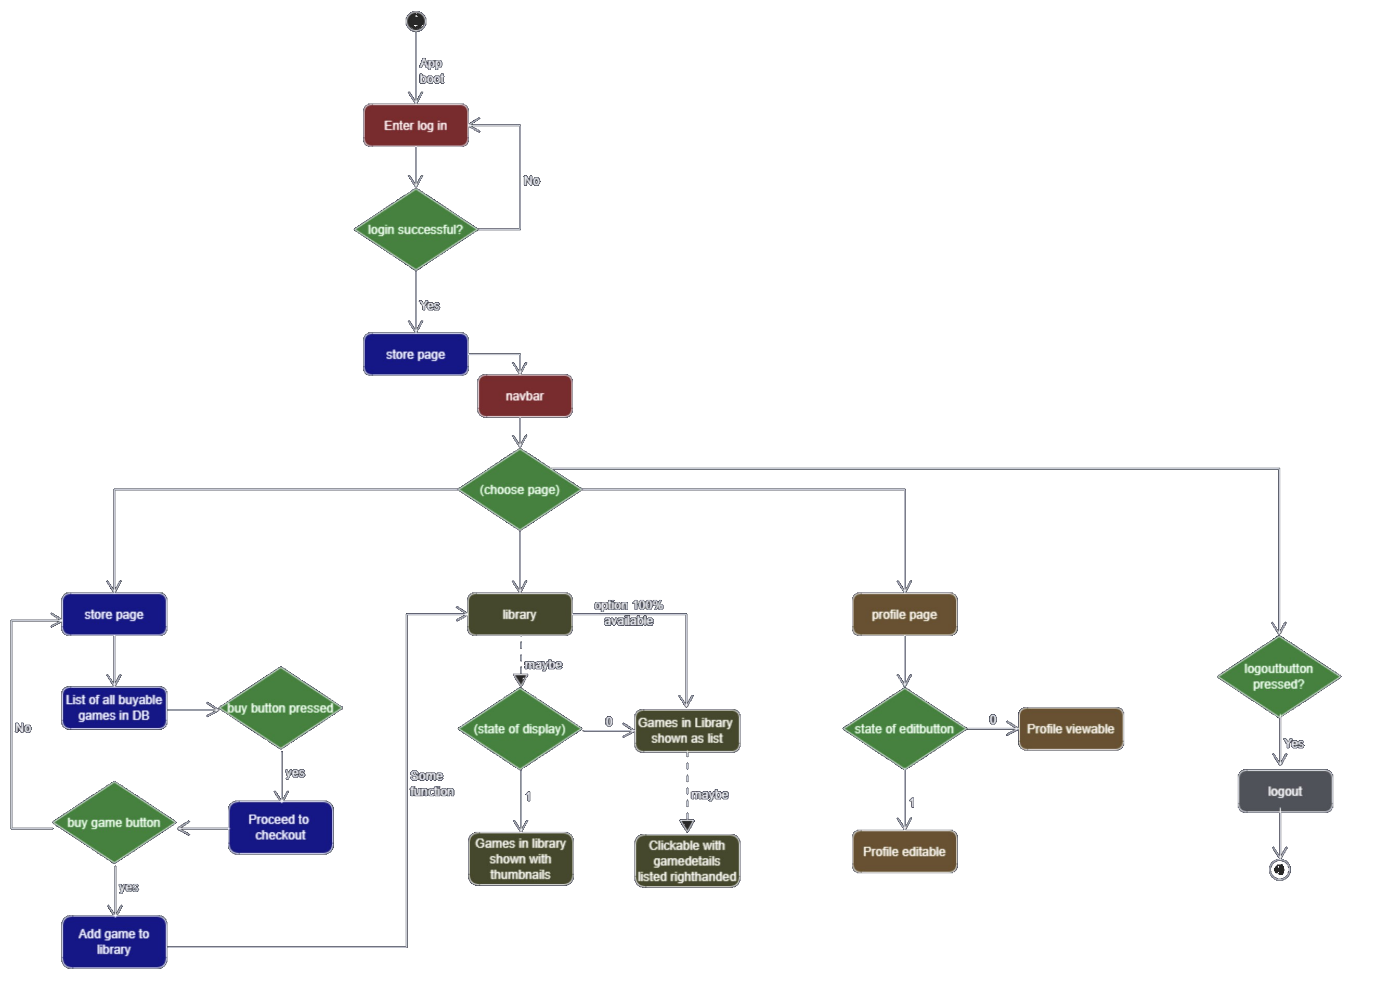 App
boot
Enter log in
No
login successful?
Yes
store page
navbar
(choose page)
store page
library
option 100%
available
profile page
logoutbutton
pressed?
maybe
List of all buyable
games in DB
buy button pressed
(state of display)
0
Games in Library
shown as list
state of editbutton
0
Profile viewable
No
yes
Some
function
1
maybe
1
Yes
logout
buy game button
Proceed to
checkout
Games in library
shown with
thumbnails
Clickable with
gamedetails
listed righthanded
Profile editable
yes
Add game to
library